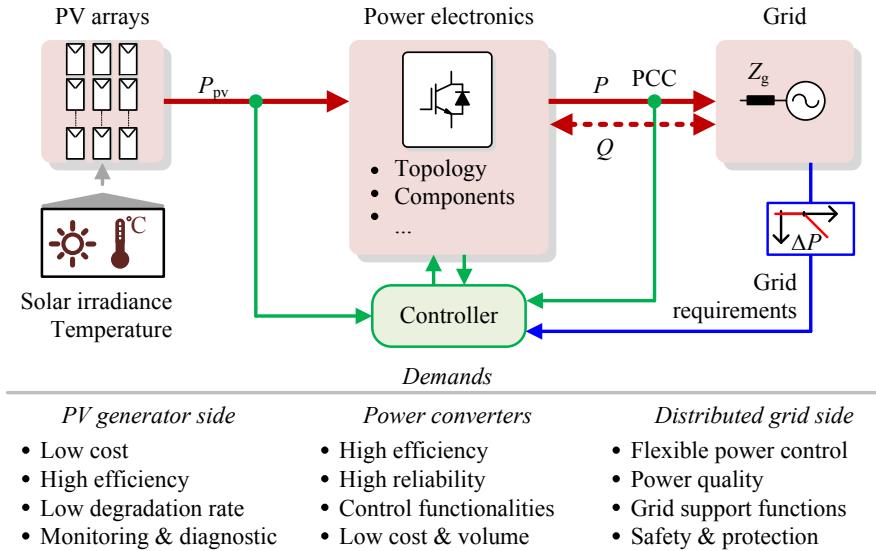 PV arrays
Power electronics
Grid
P_pv
P
PCC
Z_g
Q
• Topology
• Components
• ...
°C
ΔP
Solar irradiance
Temperature
Controller
Grid
requirements
Demands
PV generator side
• Low cost
• High efficiency
• Low degradation rate
• Monitoring & diagnostic
Power converters
• High efficiency
• High reliability
• Control functionalities
• Low cost & volume
Distributed grid side
• Flexible power control
• Power quality
• Grid support functions
• Safety & protection